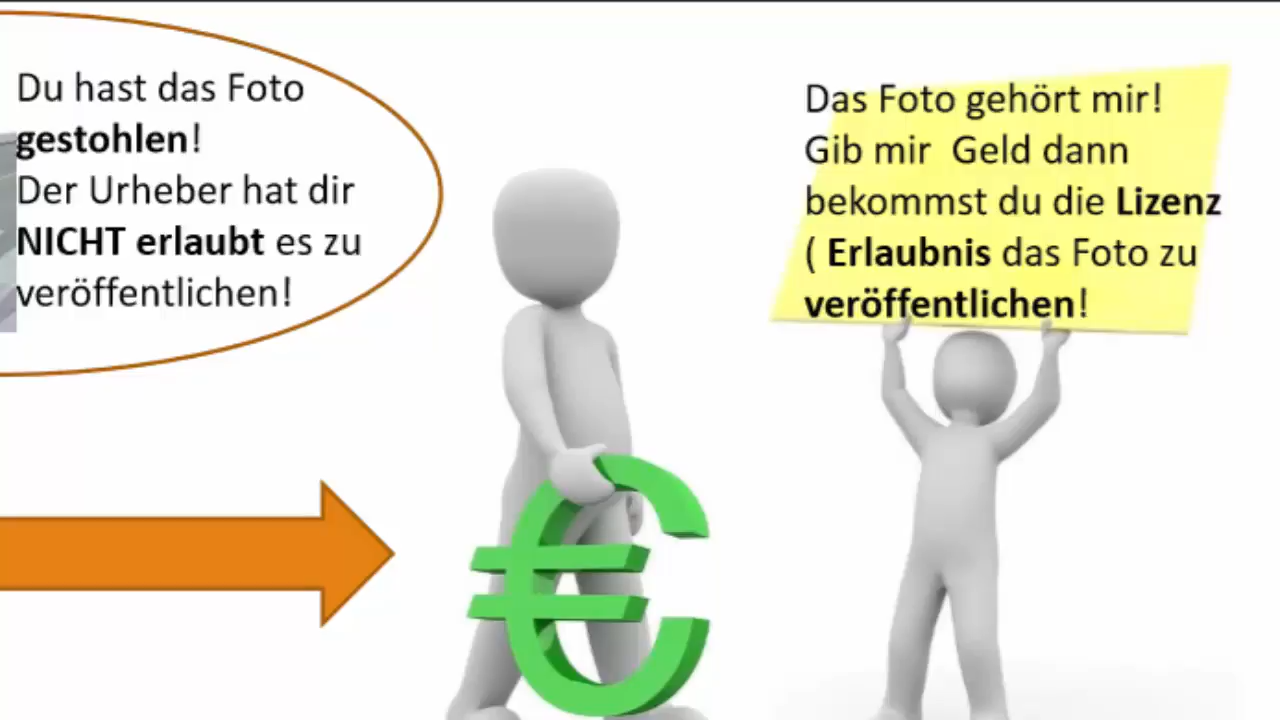 Du hast das Foto
gestohlen!
Der Urheber hat dir
NICHT erlaubt es zu
veröffentlichen!
Das Foto gehört mir!
Gib mir  Geld dann
bekommst du die Lizenz
( Erlaubnis das Foto zu
veröffentlichen!
€